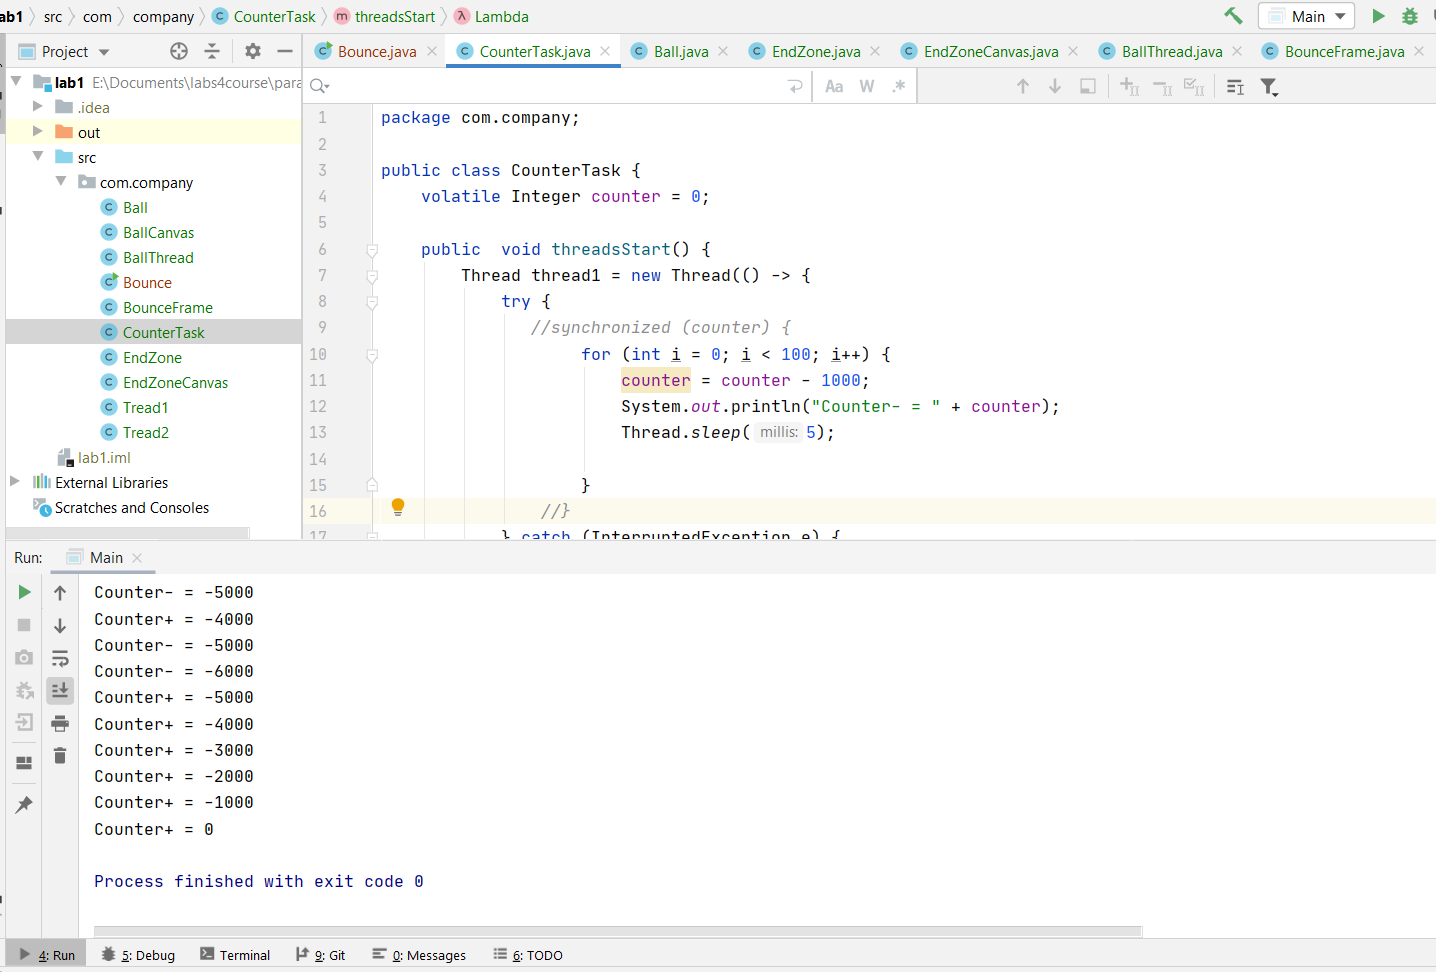 ab1 src com company CounterTask threadsStart Lambda Main
Project Bounce.java CounterTask.java Ball.java EndZone.java EndZoneCanvas.java BallThread.java BounceFrame.java
lab1 E:\Documents\labs4course\para
.idea
out
src
com.company
Ball
BallCanvas
BallThread
Bounce
BounceFrame
CounterTask
EndZone
EndZoneCanvas
Tread1
Tread2
lab1.iml
External Libraries
Scratches and Consoles
Aa W .*
1 package com.company;
2
3 public class CounterTask {
4 volatile Integer counter = 0;
5
6 public  void threadsStart() {
7 Thread thread1 = new Thread(() -> {
8 try {
9 //synchronized (counter) {
10 for (int i = 0; i < 100; i++) {
11 counter = counter - 1000;
12 System.out.println("Counter- = " + counter);
13 Thread.sleep( millis: 5);
14
15 }
16 //}
17 } catch (InterruptedException e) {
Run: Main
Counter- = -5000
Counter+ = -4000
Counter- = -5000
Counter- = -6000
Counter+ = -5000
Counter+ = -4000
Counter+ = -3000
Counter+ = -2000
Counter+ = -1000
Counter+ = 0
Process finished with exit code 0
4: Run 5: Debug Terminal 9: Git 0: Messages 6: TODO